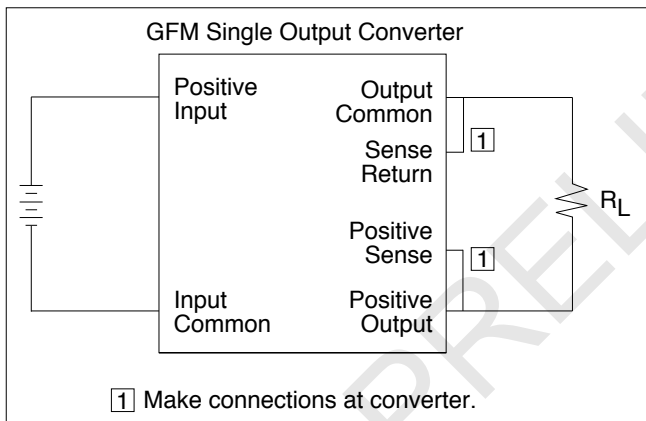 GFM Single Output Converter
Positive
Input
Output
Common
Sense
Return
1
RL
Positive
Sense
1
Input
Common
Positive
Output
1 Make connections at converter.
PREL